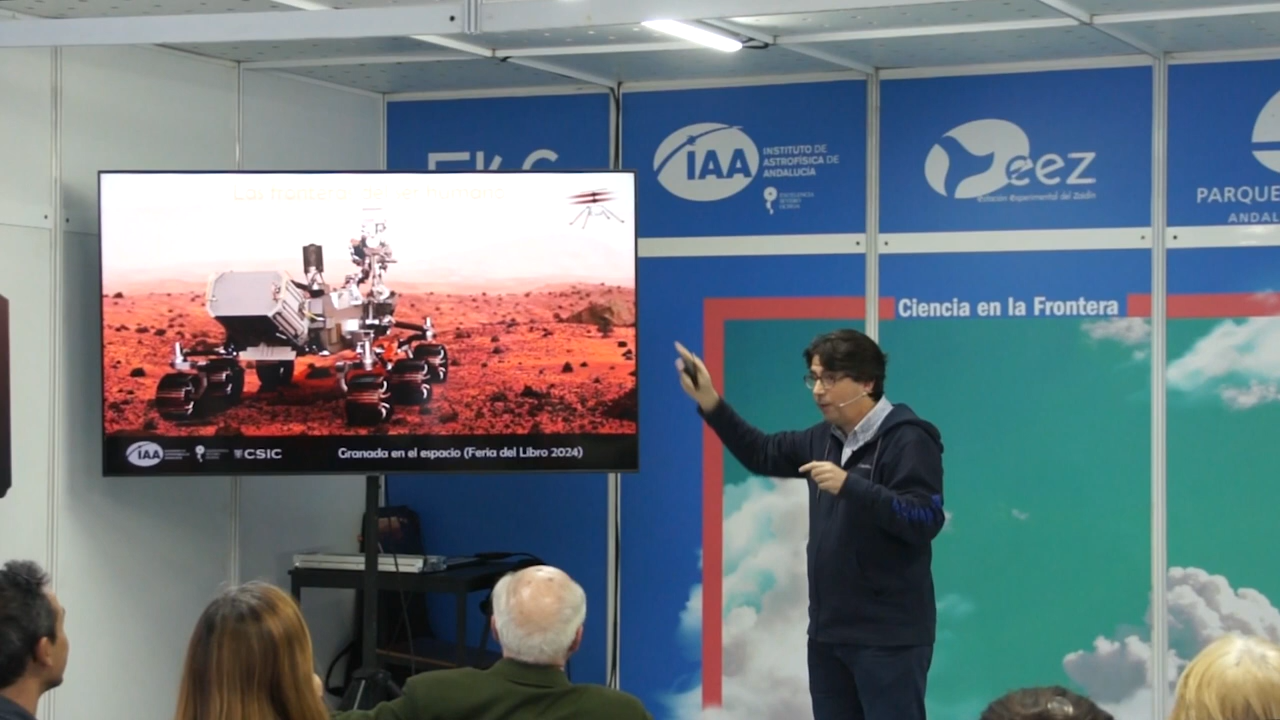 IAA
INSTITUTO DE
ASTROFÍSICA DE
ANDALUCÍA
eez
Estación Experimental del Zaidín
PARQUE
ANDAL
Ciencia en la Frontera
IAA
CSIC
Granada en el espacio (Feria del Libro 2024)